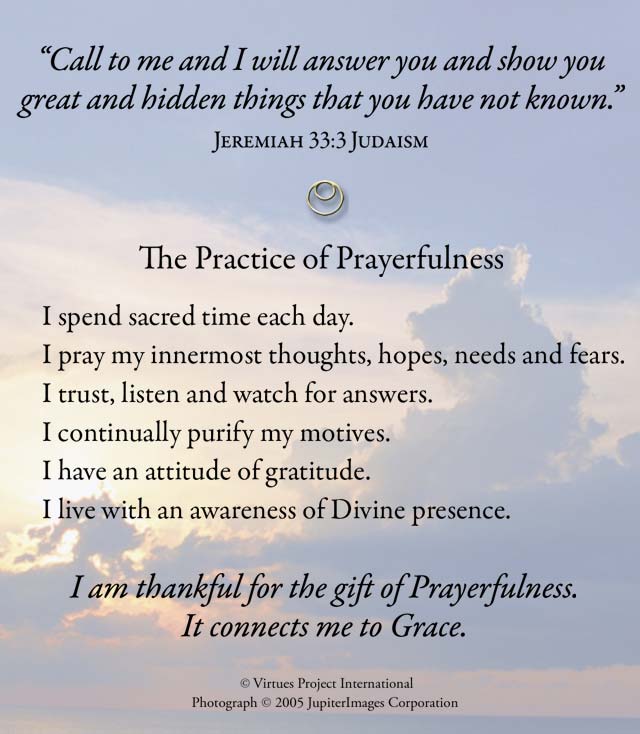 “Call to me and I will answer you and show you
great and hidden things that you have not known.”
Jeremiah 33:3 Judaism
The Practice of Prayerfulness
I spend sacred time each day.
I pray my innermost thoughts, hopes, needs and fears.
I trust, listen and watch for answers.
I continually purify my motives.
I have an attitude of gratitude.
I live with an awareness of Divine presence.
I am thankful for the gift of Prayerfulness.
It connects me to Grace.
© Virtues Project International
Photograph © 2005 JupiterImages Corporation